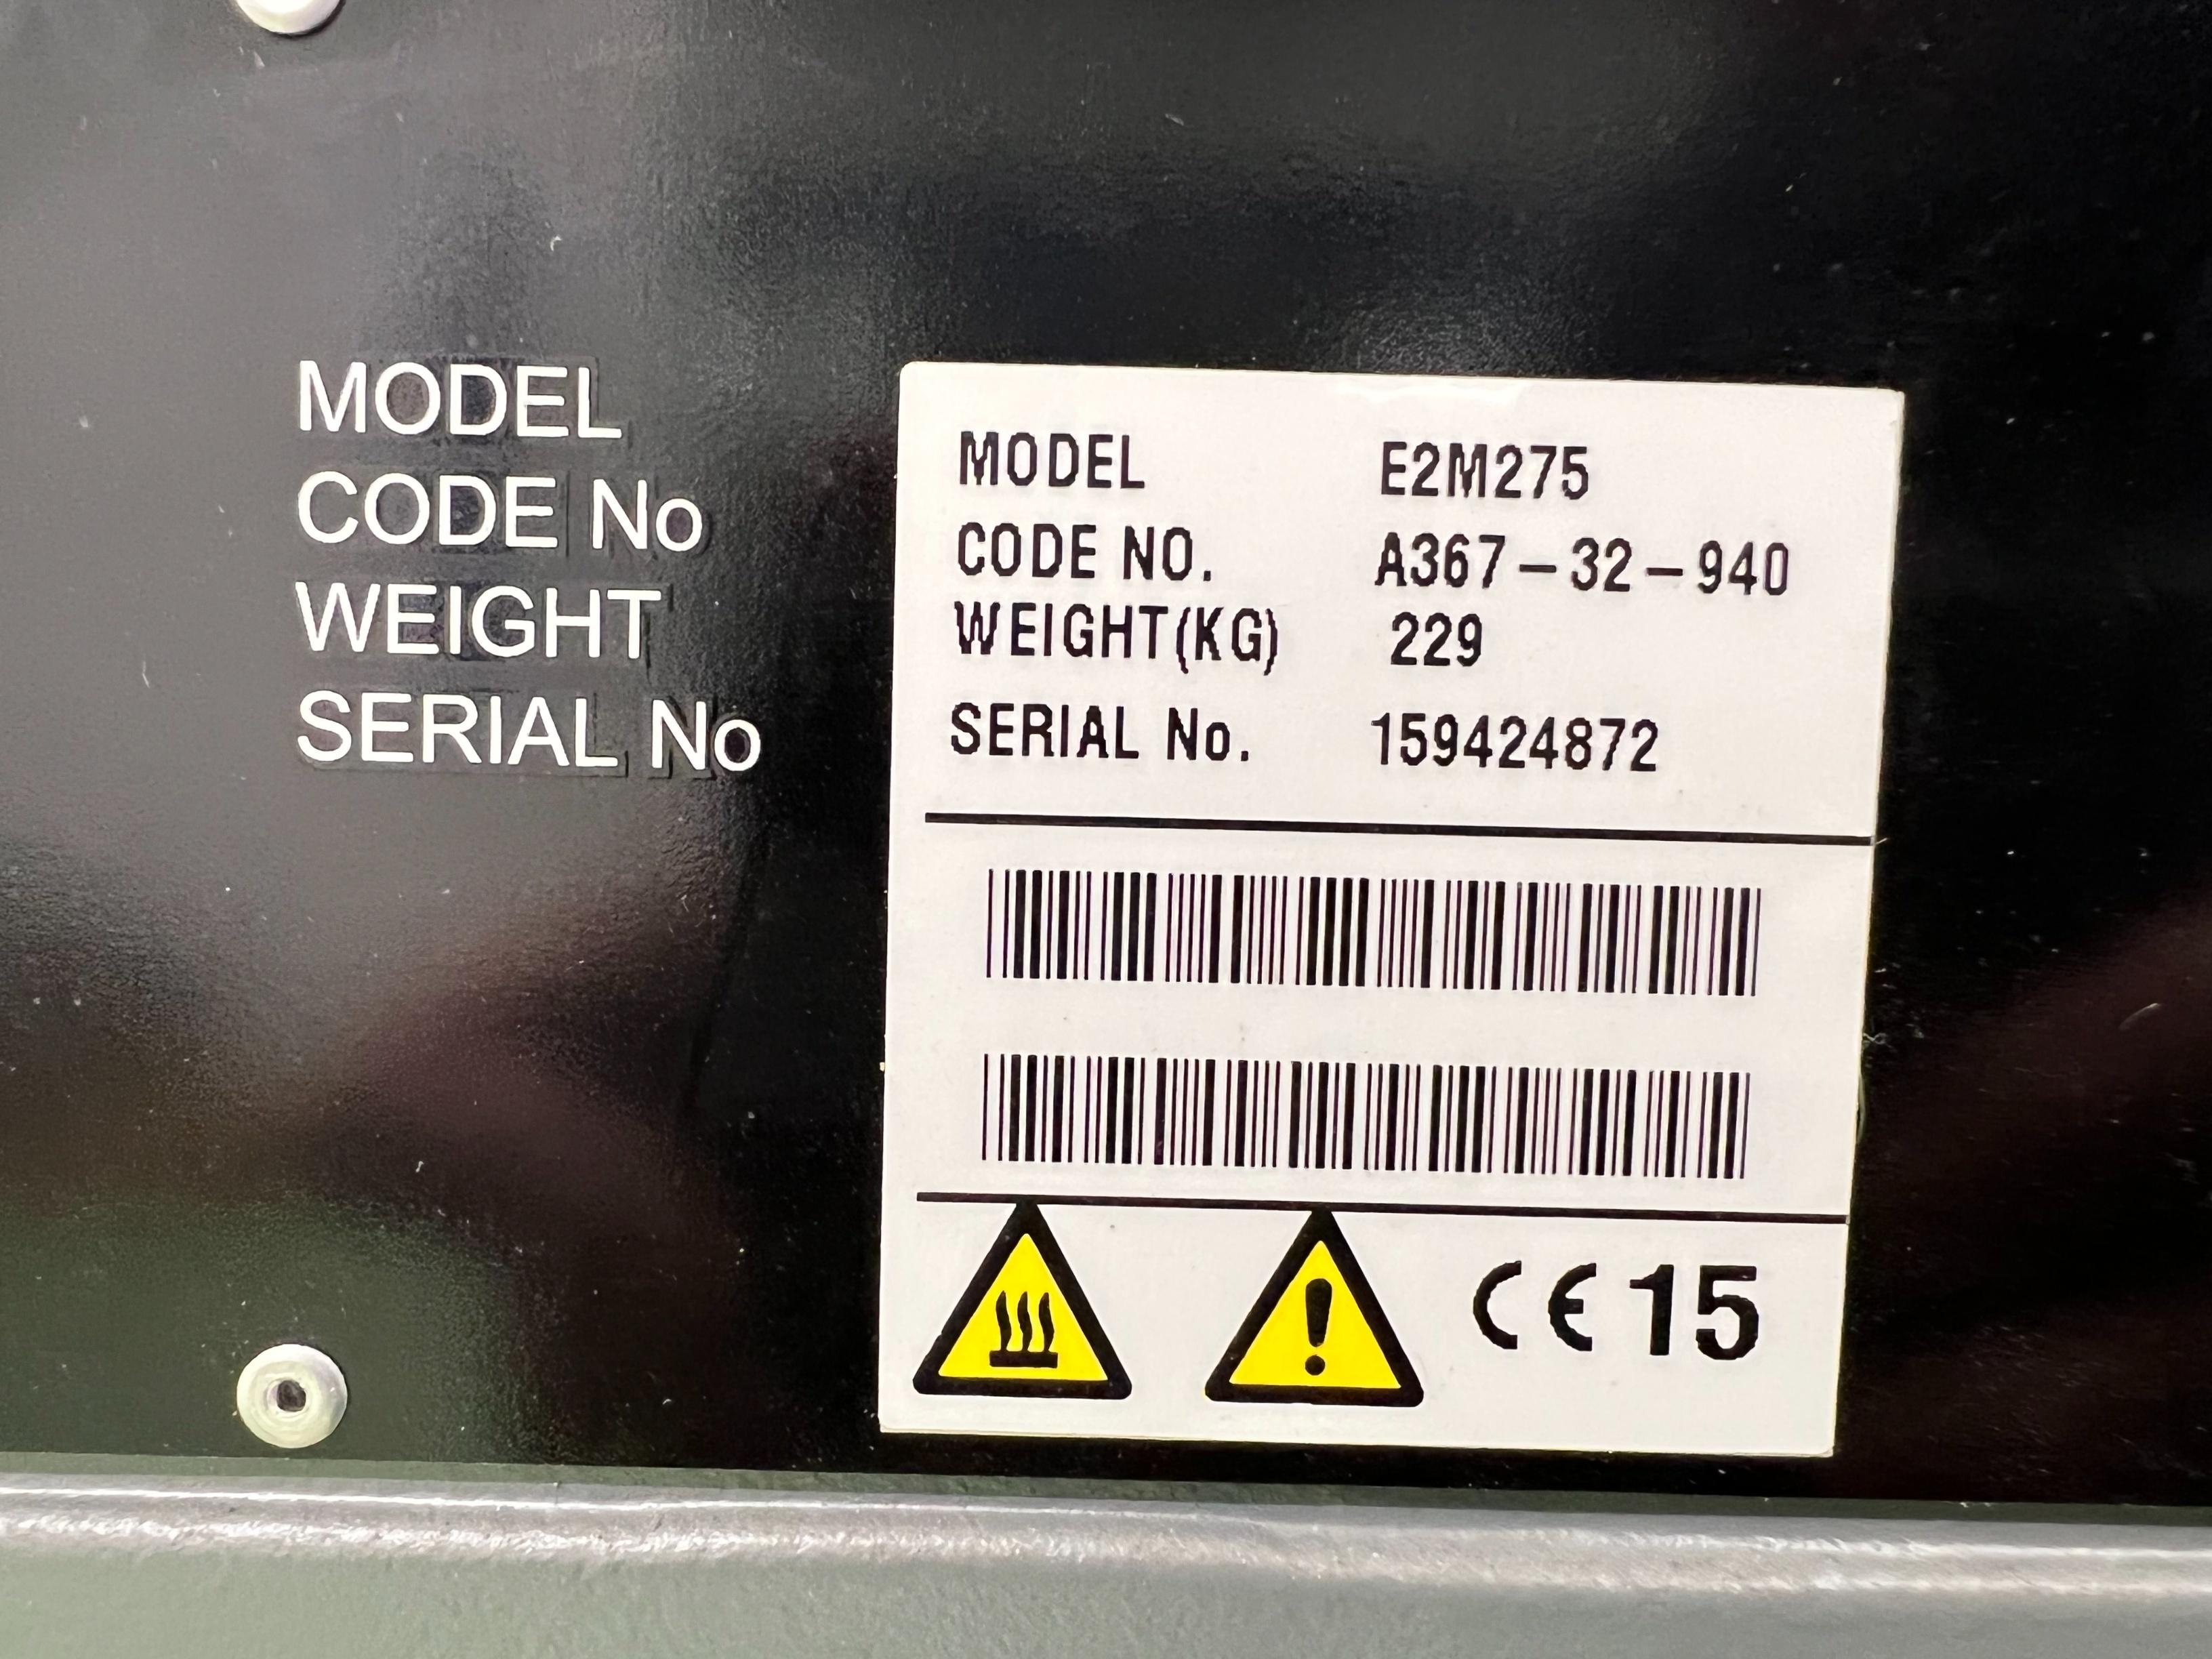 MODEL
CODE No
WEIGHT
SERIAL No
MODEL E2M275
CODE NO. A367-32-940
WEIGHT(KG) 229
SERIAL No. 159424872
CE 15